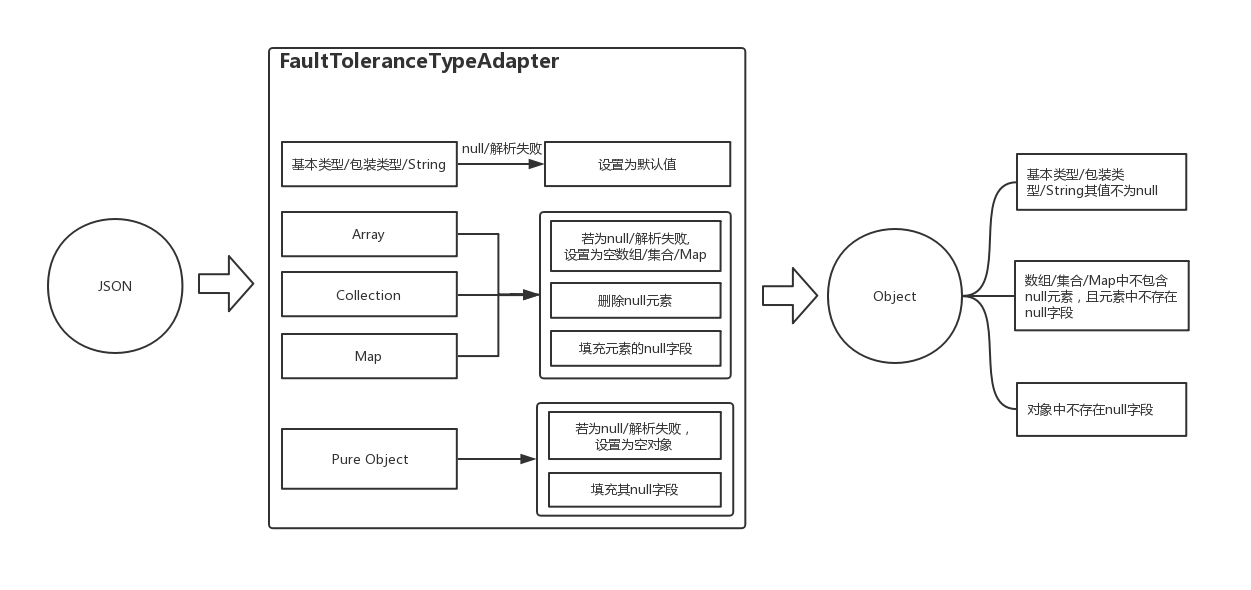 FaultToleranceTypeAdapter
JSON
基本类型/包装类型/String
null/解析失败
设置为默认值
Array
Collection
Map
若为null/解析失败,
设置为空数组/集合/Map
删除null元素
填充元素的null字段
Pure Object
若为null/解析失败，
设置为空对象
填充其null字段
Object
基本类型/包装类
型/String其值不为null
数组/集合/Map中不包含
null元素，且元素中不存在
null字段
对象中不存在null字段